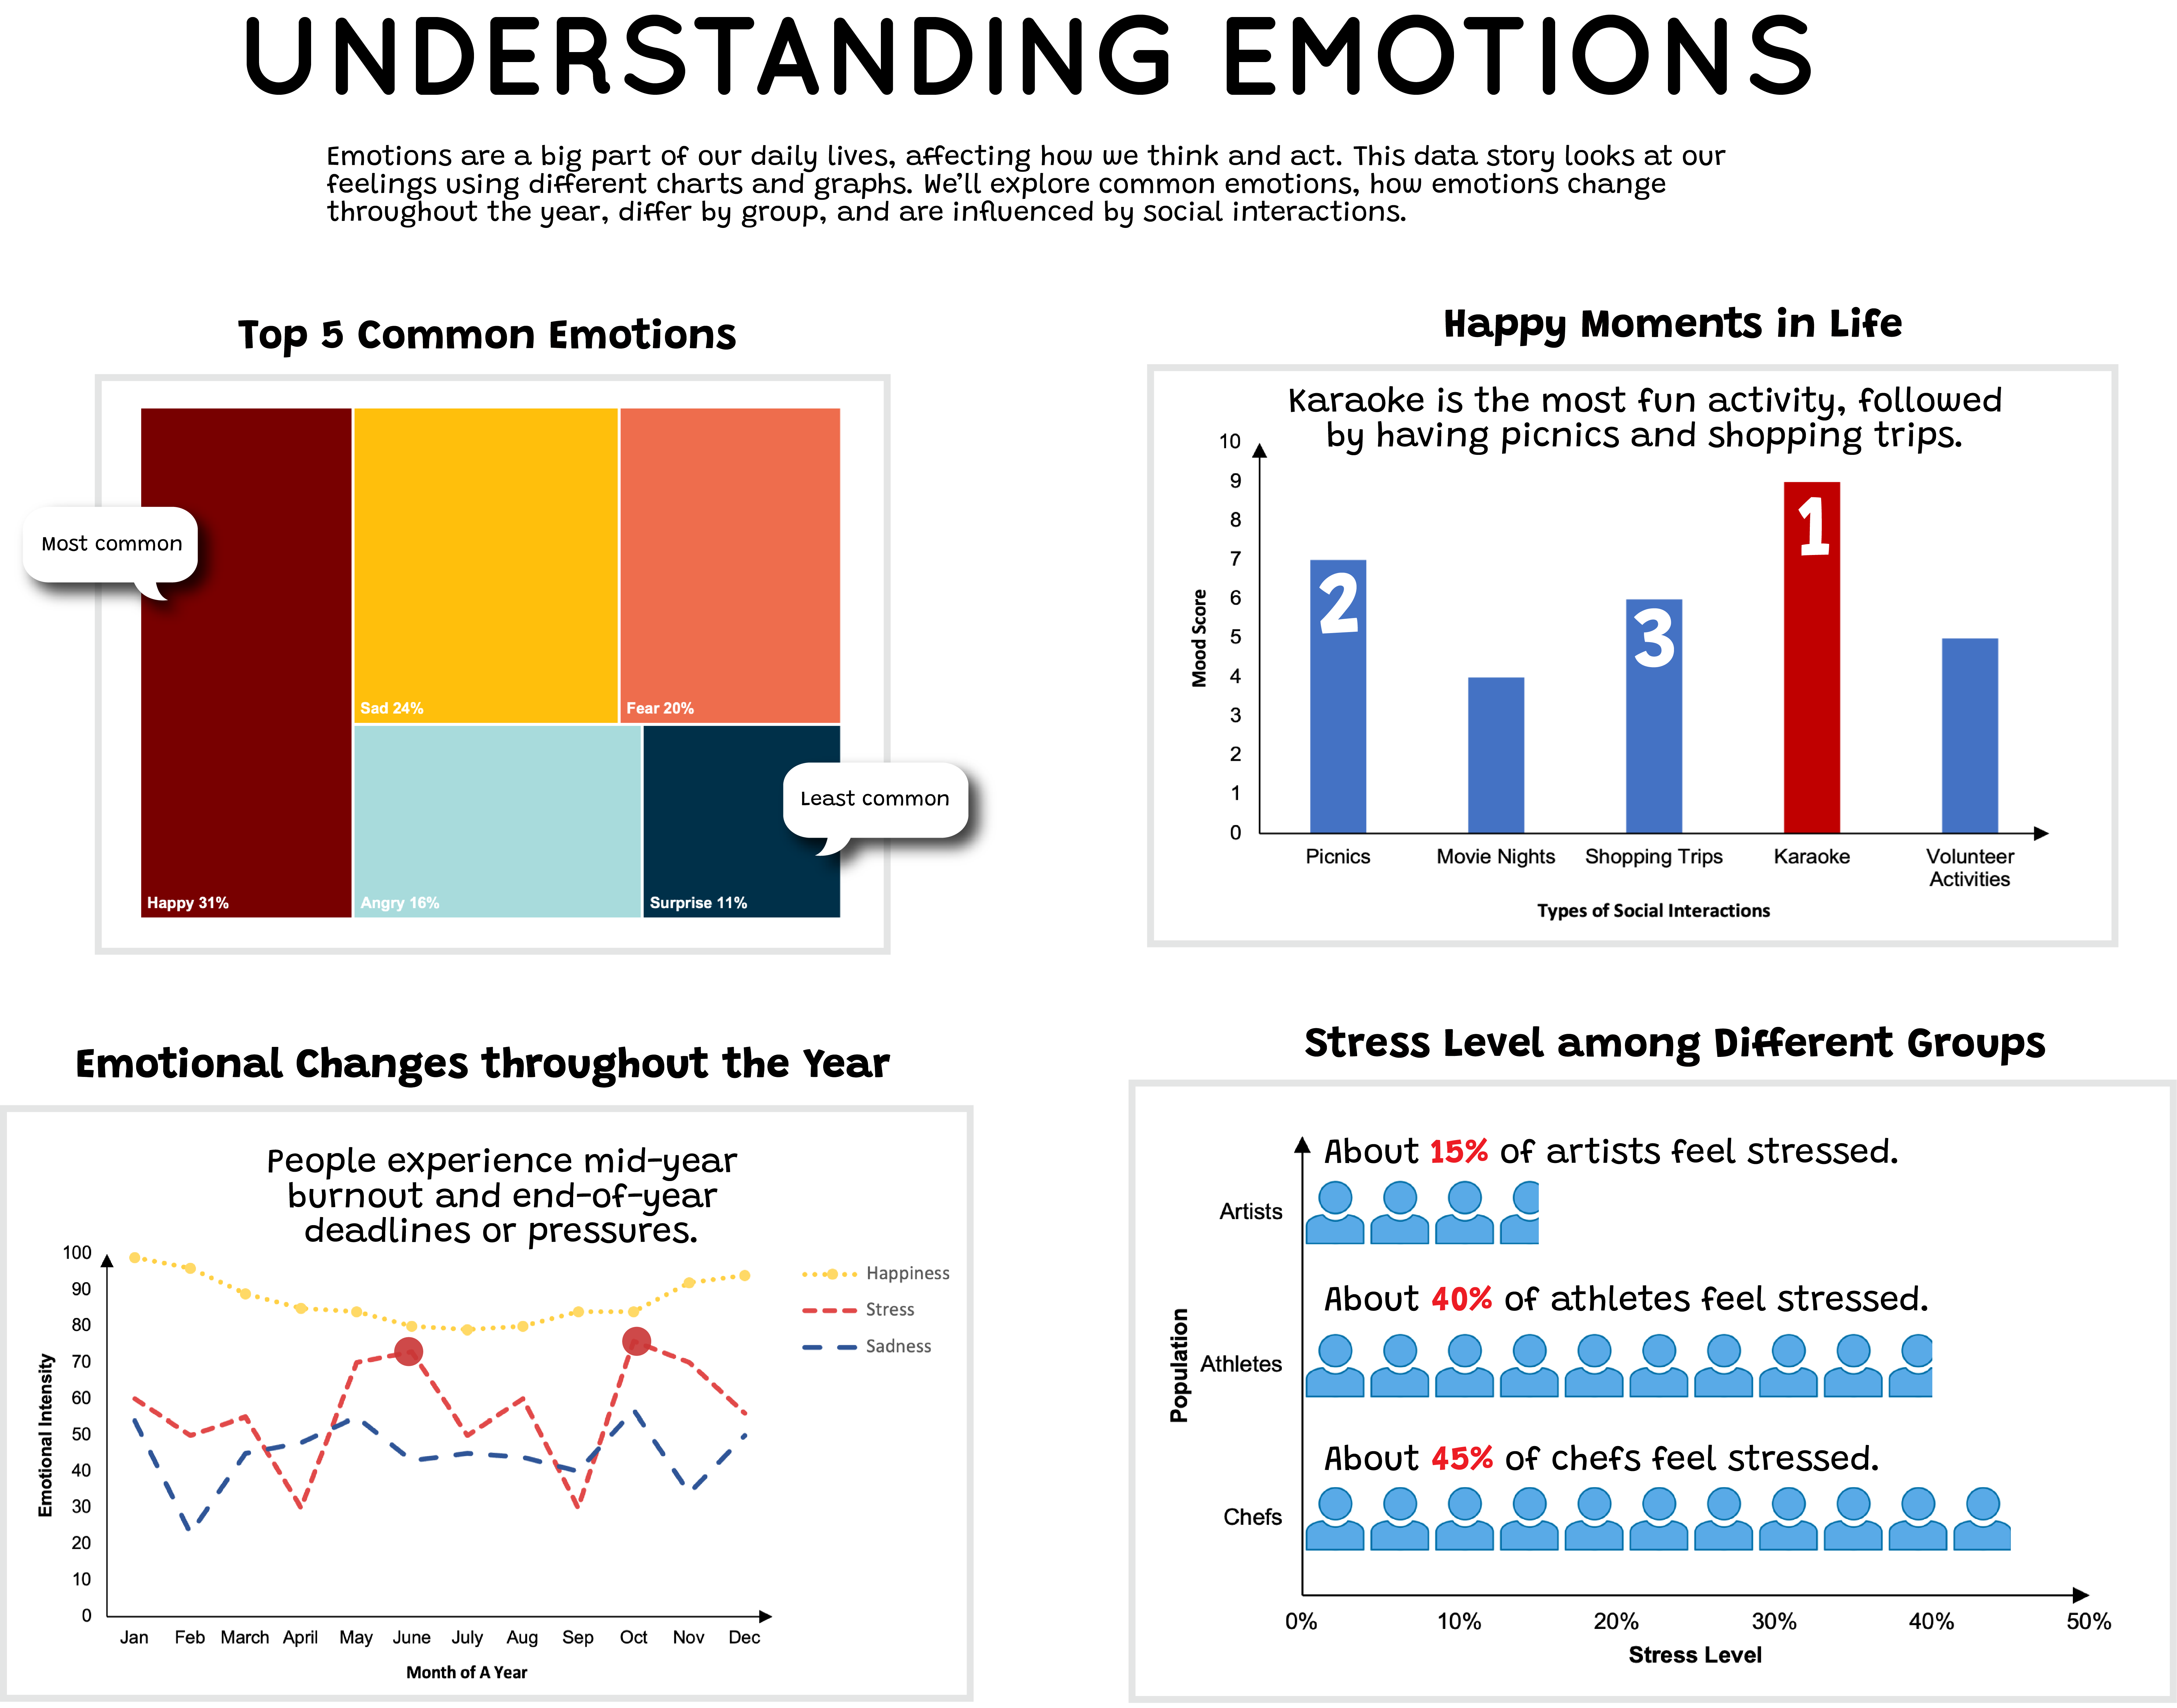 UNDERSTANDING EMOTIONS
Emotions are a big part of our daily lives, affecting how we think and act. This data story looks at our
feelings using different charts and graphs. We'll explore common emotions, how emotions change
throughout the year, differ by group, and are influenced by social interactions.
Top 5 Common Emotions
Most common
Sad 24%
Fear 20%
Least common
Happy 31%
Angry 16%
Surprise 11%
Happy Moments in Life
Karaoke is the most fun activity, followed
by having picnics and shopping trips.
10
9
8
7
6
5
4
3
2
1
0
Mood Score
2
3
1
Picnics
Movie Nights
Shopping Trips
Karaoke
Volunteer
Activities
Types of Social Interactions
Emotional Changes throughout the Year
People experience mid-year
burnout and end-of-year
deadlines or pressures.
100
90
80
70
60
50
40
30
20
10
0
Emotional Intensity
Happiness
Stress
Sadness
Jan
Feb
March
April
May
June
July
Aug
Sep
Oct
Nov
Dec
Month of A Year
Stress Level among Different Groups
About 15% of artists feel stressed.
Artists
About 40% of athletes feel stressed.
Population
Athletes
About 45% of chefs feel stressed.
Chefs
0%
10%
20%
30%
40%
50%
Stress Level